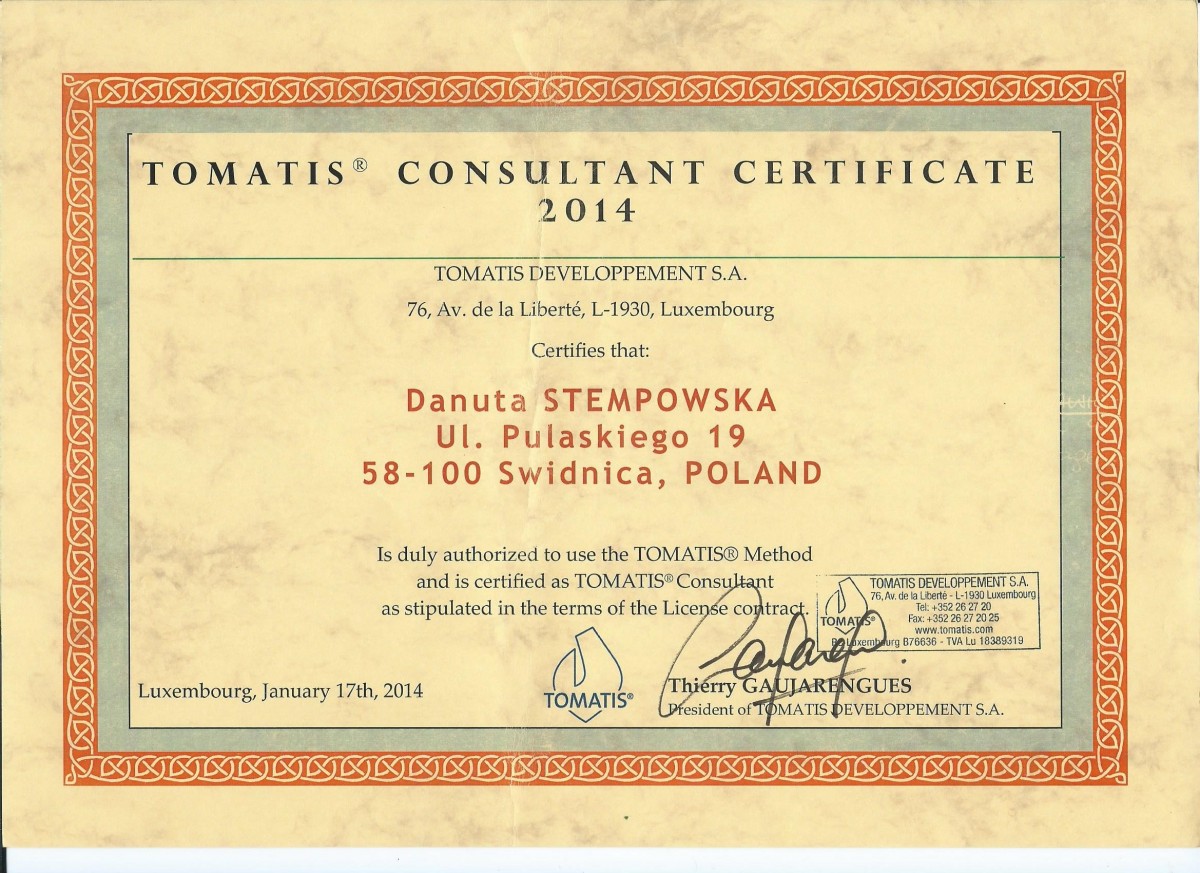 TOMATIS® CONSULTANT CERTIFICATE
2014
TOMATIS DEVELOPPEMENT S.A.
76, Av. de la Liberté, L-1930, Luxembourg
Certifies that:
Danuta STEMPOWSKA
Ul. Pulaskiego 19
58-100 Swidnica, POLAND
Is duly authorized to use the TOMATIS® Method
and is certified as TOMATIS® Consultant
as stipulated in the terms of the License contract.
TOMATIS DEVELOPPEMENT S.A.
76, Av. de la Liberté - L-1930 Luxembourg
Tel: +352 26 27 20
Fax: +352 26 27 20 25
www.tomatis.com
Luxembourg B76636 - TVA Lu 18389319
TOMATIS®
Luxembourg, January 17th, 2014
TOMATIS®
Thierry GAUJARENGUES
President of TOMATIS DEVELOPPEMENT S.A.